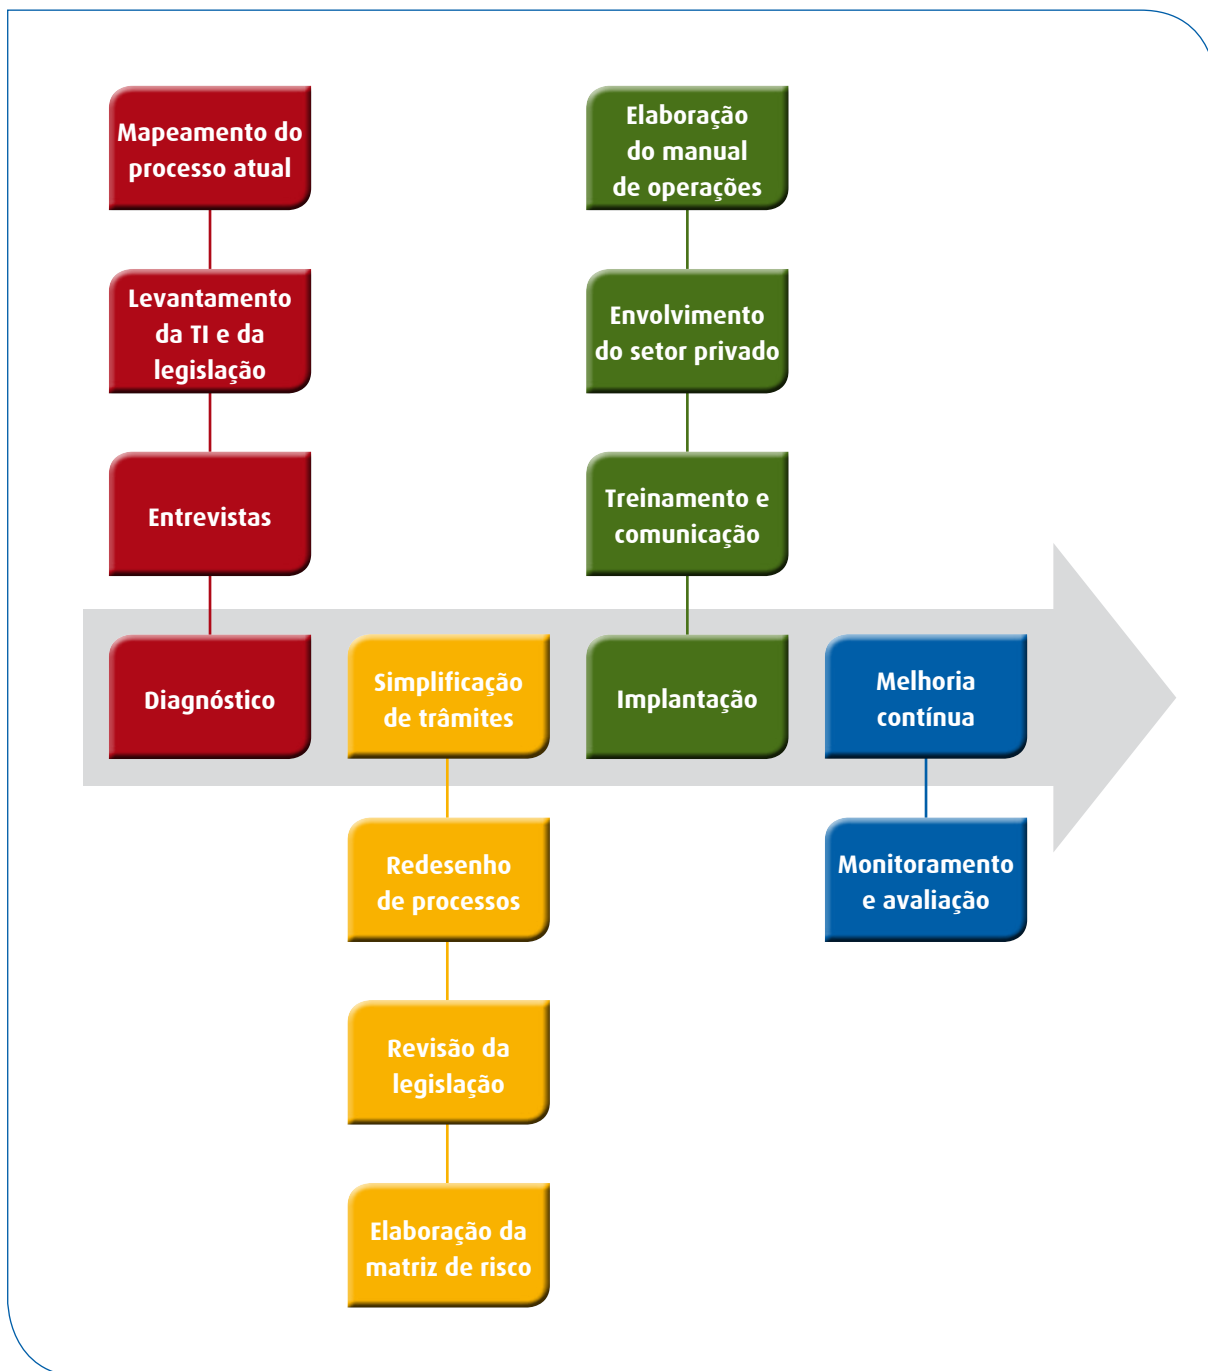 Mapeamento do
processo atual
Levantamento
da TI e da
legislação
Entrevistas
Diagnóstico
Simplificação
de trâmites
Redesenho
de processos
Revisão da
legislação
Elaboração da
matriz de risco
Elaboração
do manual
de operações
Envolvimento
do setor privado
Treinamento e
comunicação
Implantação
Melhoria
contínua
Monitoramento
e avaliação